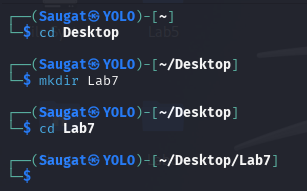 ┌──(Saugat㉿YOLO)-[~]
└─$ cd Desktop
┌──(Saugat㉿YOLO)-[~/Desktop]
└─$ mkdir Lab7
┌──(Saugat㉿YOLO)-[~/Desktop]
└─$ cd Lab7
┌──(Saugat㉿YOLO)-[~/Desktop/Lab7]
└─$